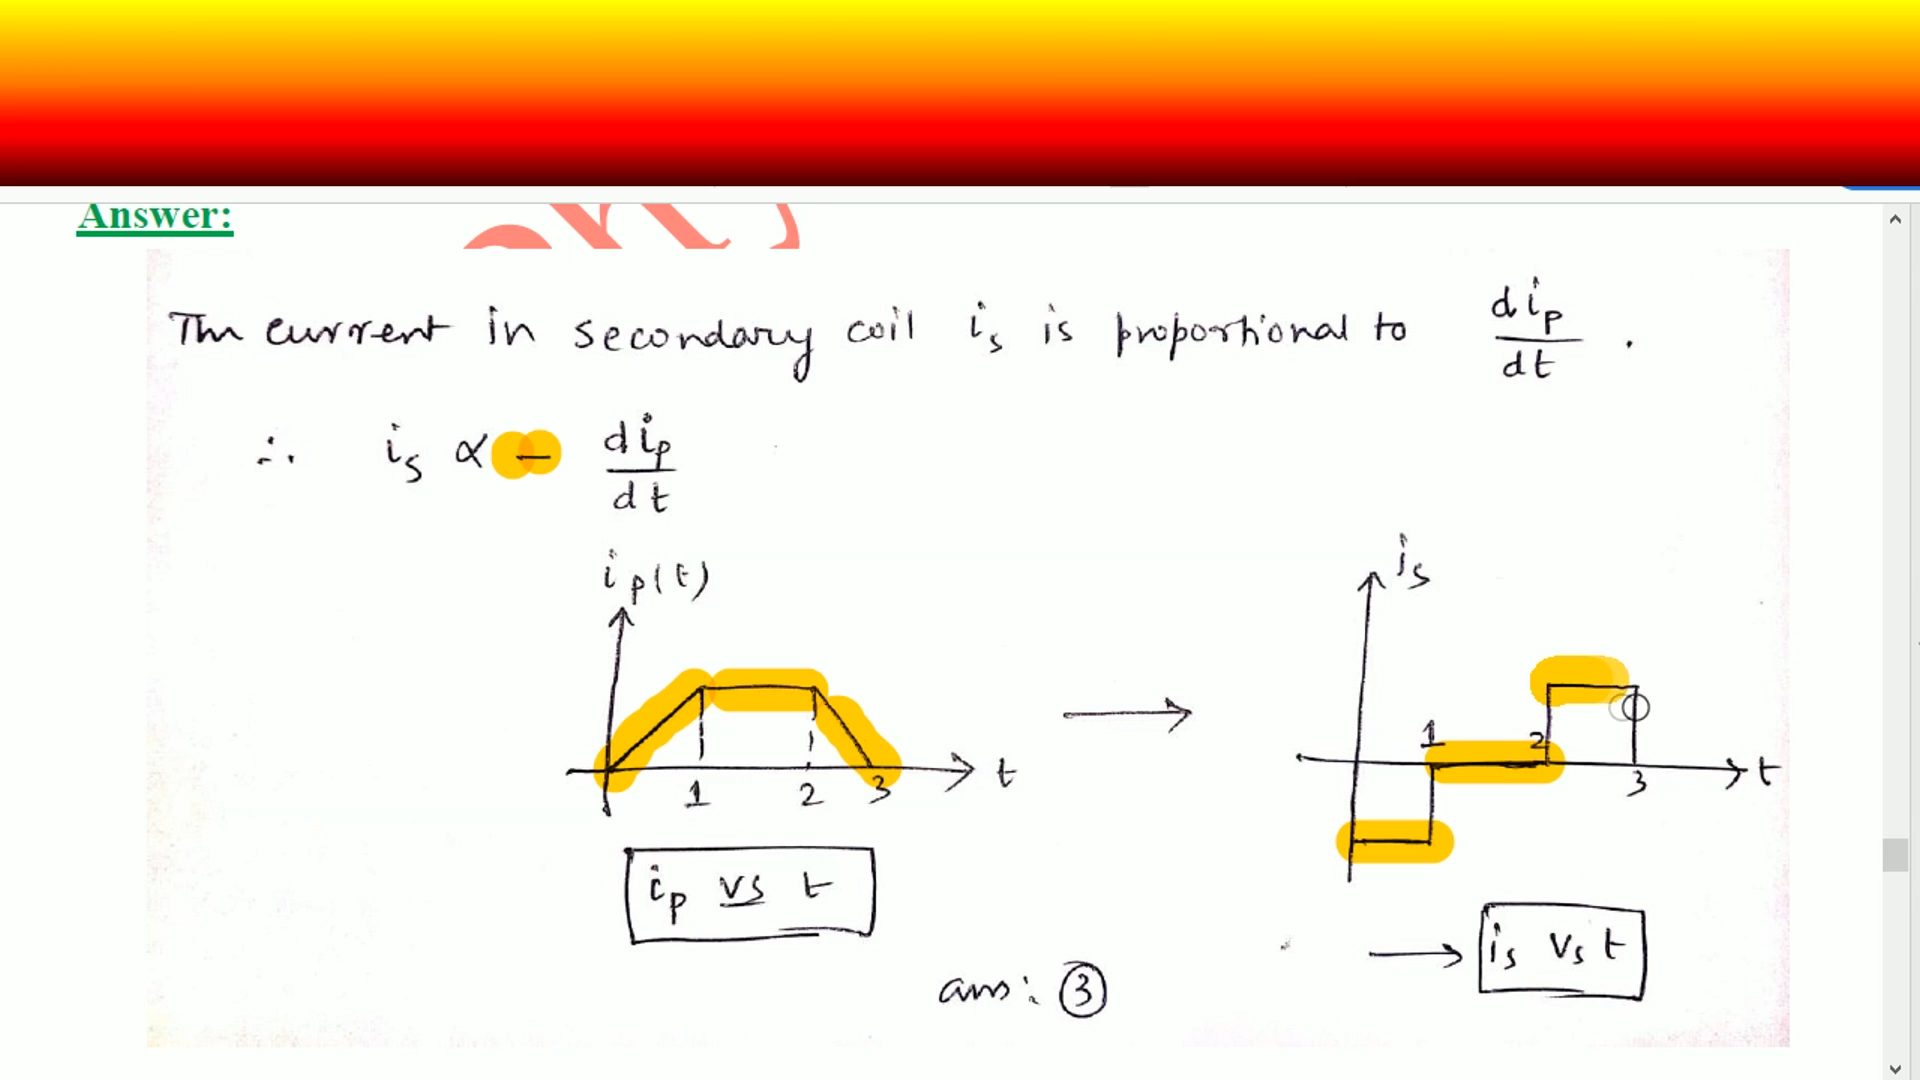 Answer:
The current in secondary coil is is proportional to dip/dt .
∴ is ∝ - dip/dt
ip(t)
is
1 2
t
1 2 3
3
t
ip vs t
is vs t
ans: 3